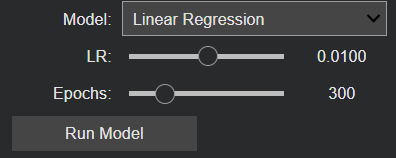 Model: Linear Regression
LR: 0.0100
Epochs: 300
Run Model